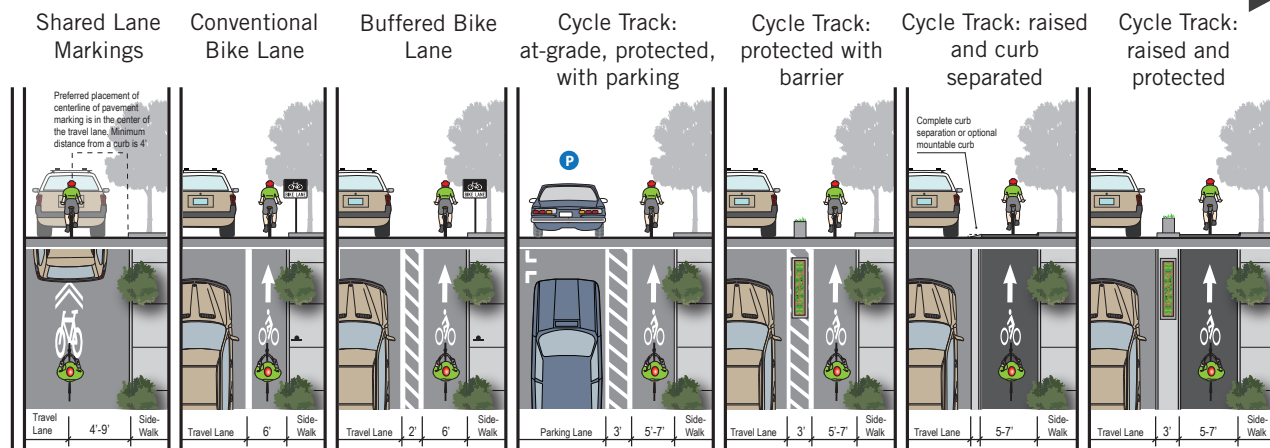 Shared Lane
Markings
Conventional
Bike Lane
Buffered Bike
Lane
Cycle Track:
at-grade, protected,
with parking
Cycle Track:
protected with
barrier
Cycle Track: raised
and curb
separated
Cycle Track:
raised and
protected
Preferred placement of
centerline of pavement
marking is in the center
of the travel lane. Minimum
distance from a curb is 4'
BIKE LANE
BIKE LANE
P
Complete curb
separation or optional
mountable curb
Travel
Lane
4'-9'
Side-
Walk
Travel Lane
6'
Side-
Walk
Travel Lane
2'
6'
Side-
Walk
Parking Lane
3'
5'-7'
Side-
Walk
Travel Lane
3'
5'-7'
Side-
Walk
Travel Lane
5-7'
Side-
Walk
Travel Lane
3'
5-7'
Side-
Walk